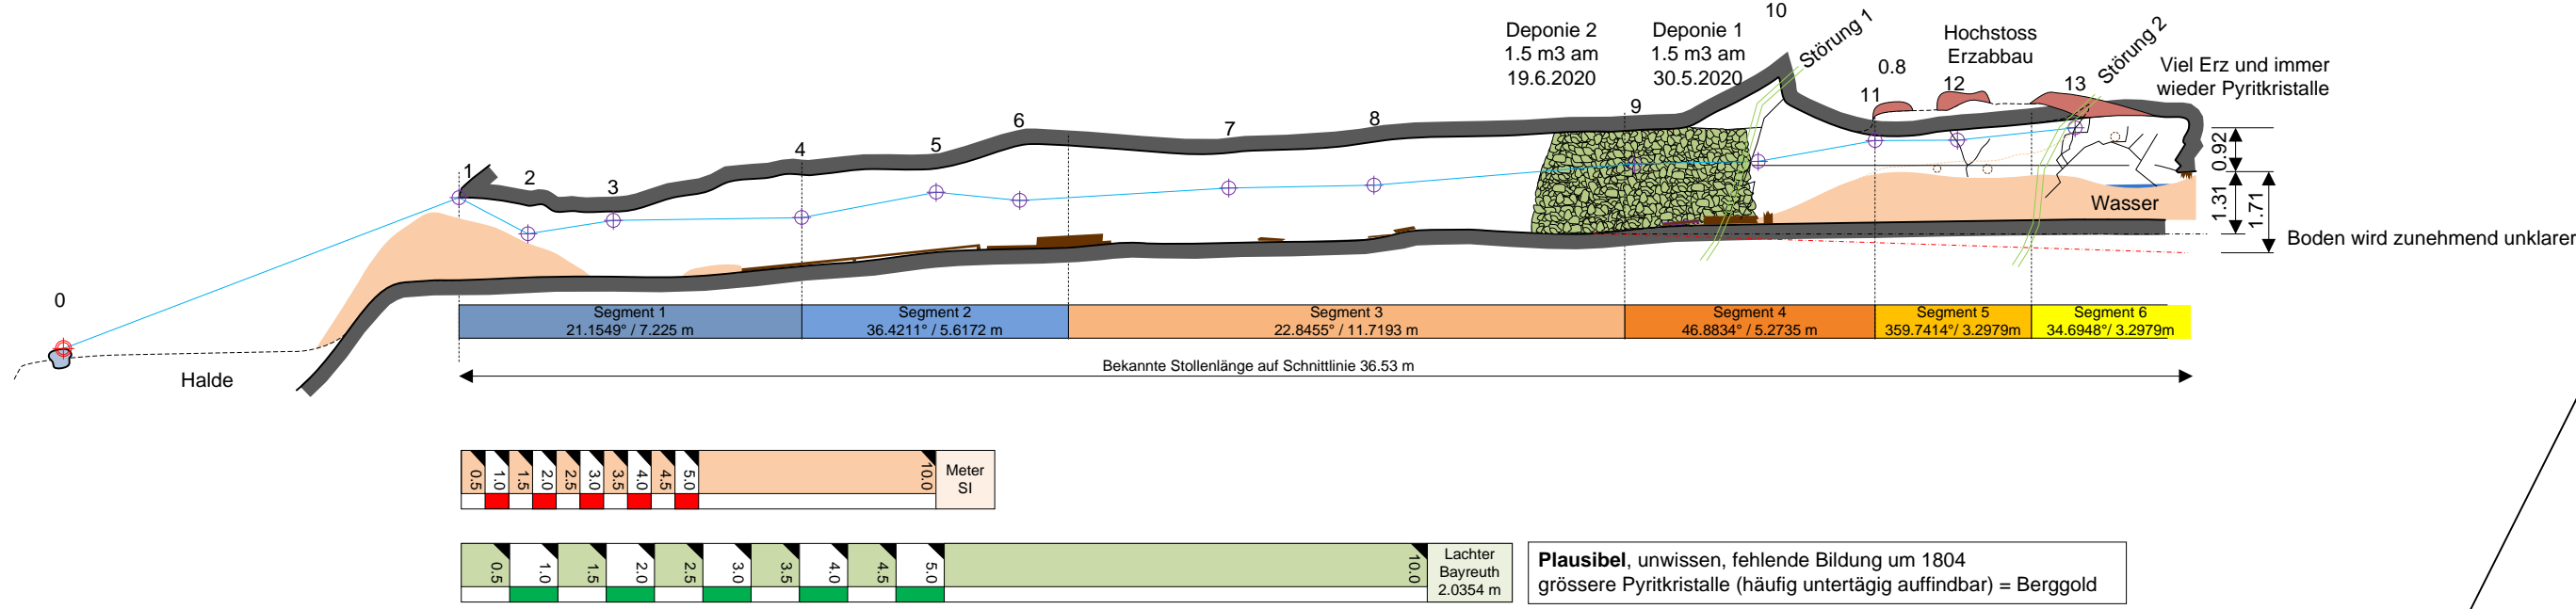 10
Deponie 2
1.5 m3 am
19.6.2020
Deponie 1
1.5 m3 am
30.5.2020
Störung 1
Hochstoss
Erzabbau
Störung 2
Viel Erz und immer
wieder Pyritkristalle
0.8
11
12
13
9
8
7
6
5
4
3
2
1
0
0.92
1.31
1.71
Wasser
Boden wird zunehmend unklarer
Halde
Segment 1
21.1549° / 7.225 m
Segment 2
36.4211° / 5.6172 m
Segment 3
22.8455° / 11.7193 m
Segment 4
46.8834° / 5.2735 m
Segment 5
359.7414°/ 3.2979m
Segment 6
34.6948°/ 3.2979m
Bekannte Stollenlänge auf Schnittlinie 36.53 m
0.5 1.0 1.5 2.0 2.5 3.0 3.5 4.0 4.5 5.0 10.0
Meter
SI
0.5 1.0 1.5 2.0 2.5 3.0 3.5 4.0 4.5 5.0 10.0
Lachter
Bayreuth
2.0354 m
Plausibel, unwissen, fehlende Bildung um 1804
grössere Pyritkristalle (häufig untertägig auffindbar) = Berggold